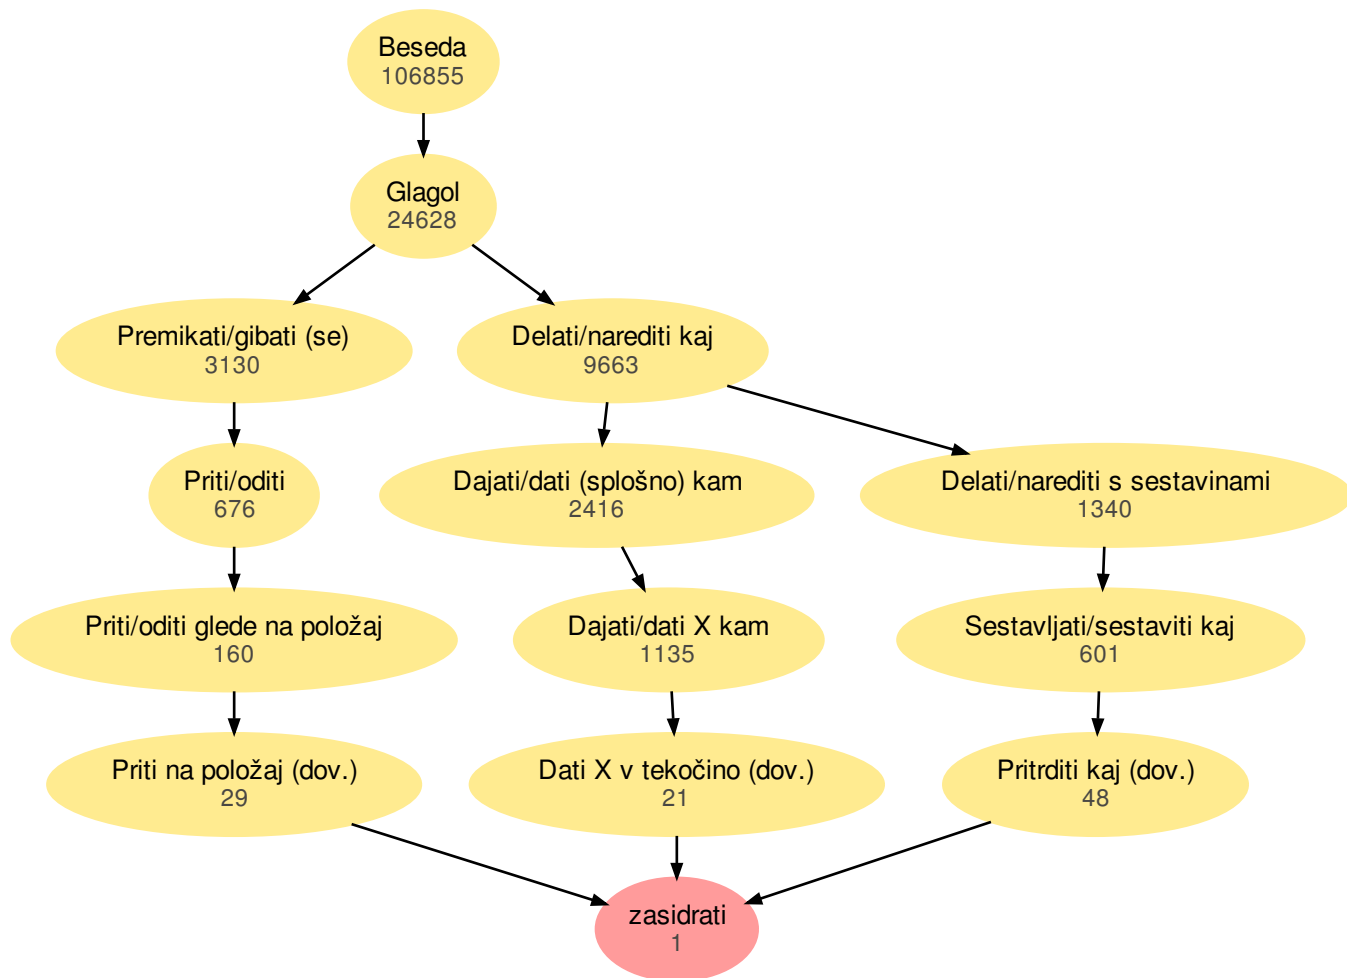 Beseda
106855
Glagol
24628
Premikati/gibati (se)
3130
Delati/narediti kaj
9663
Priti/oditi
676
Dajati/dati (splošno) kam
2416
Delati/narediti s sestavinami
1340
Priti/oditi glede na položaj
160
Dajati/dati X kam
1135
Sestavljati/sestaviti kaj
601
Priti na položaj (dov.)
29
Dati X v tekočino (dov.)
21
Pritrditi kaj (dov.)
48
zasidrati
1